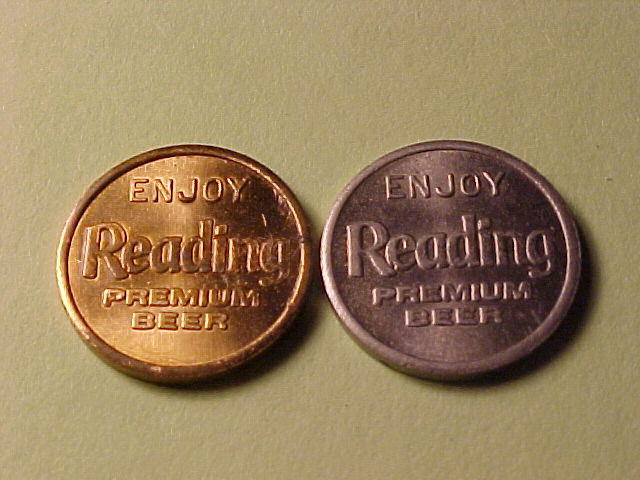 ENJOY
Reading
PREMIUM
BEER
ENJOY
Reading
PREMIUM
BEER